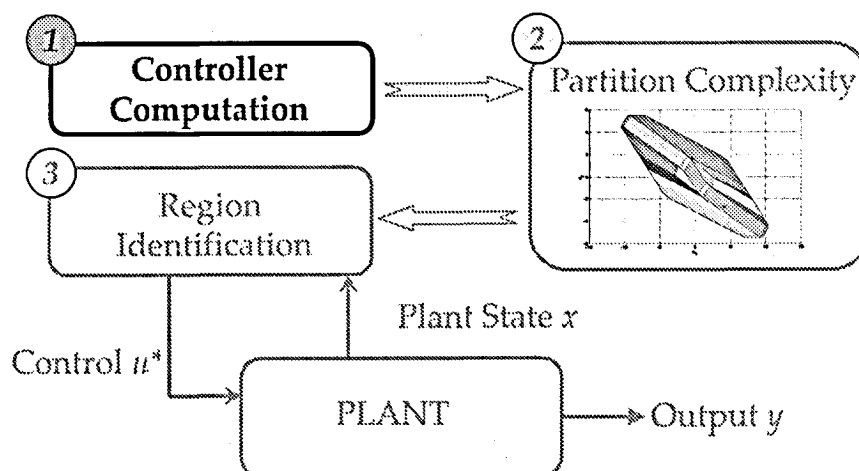 1
Controller
Computation
2
Partition Complexity
3
Region
Identification
Plant State x
Control u*
PLANT
Output y